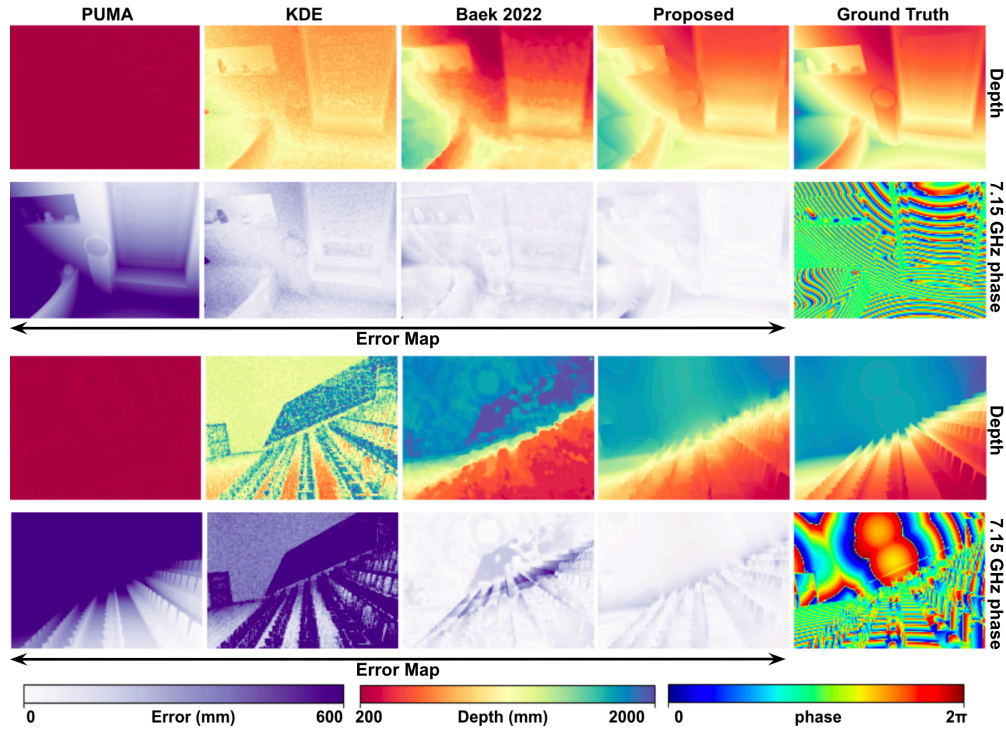 PUMA KDE Baek 2022 Proposed Ground Truth
Depth
7.15 GHz phase
Error Map
Depth
7.15 GHz phase
Error Map
0 Error (mm) 600 200 Depth (mm) 2000 0 phase 2π